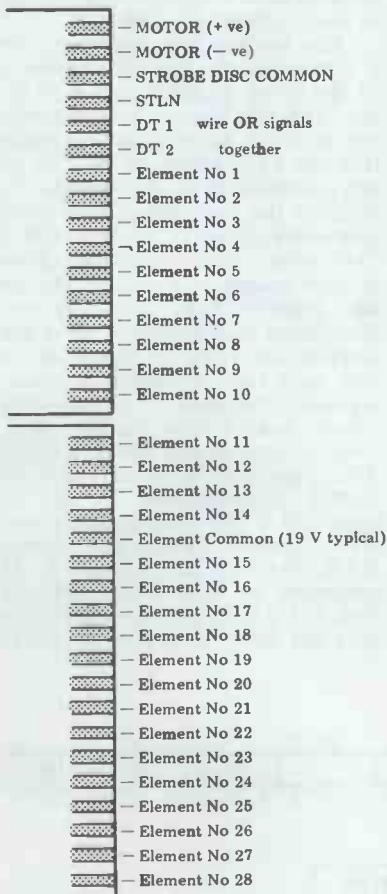 — MOTOR (+ ve)
— MOTOR (— ve)
— STROBE DISC COMMON
— STLN
— DT 1 wire OR signals
— DT 2 together
— Element No 1
— Element No 2
— Element No 3
— Element No 4
— Element No 5
— Element No 6
— Element No 7
— Element No 8
— Element No 9
— Element No 10
— Element No 11
— Element No 12
— Element No 13
— Element No 14
— Element Common (19 V typical)
— Element No 15
— Element No 16
— Element No 17
— Element No 18
— Element No 19
— Element No 20
— Element No 21
— Element No 22
— Element No 23
— Element No 24
— Element No 25
— Element No 26
— Element No 27
— Element No 28